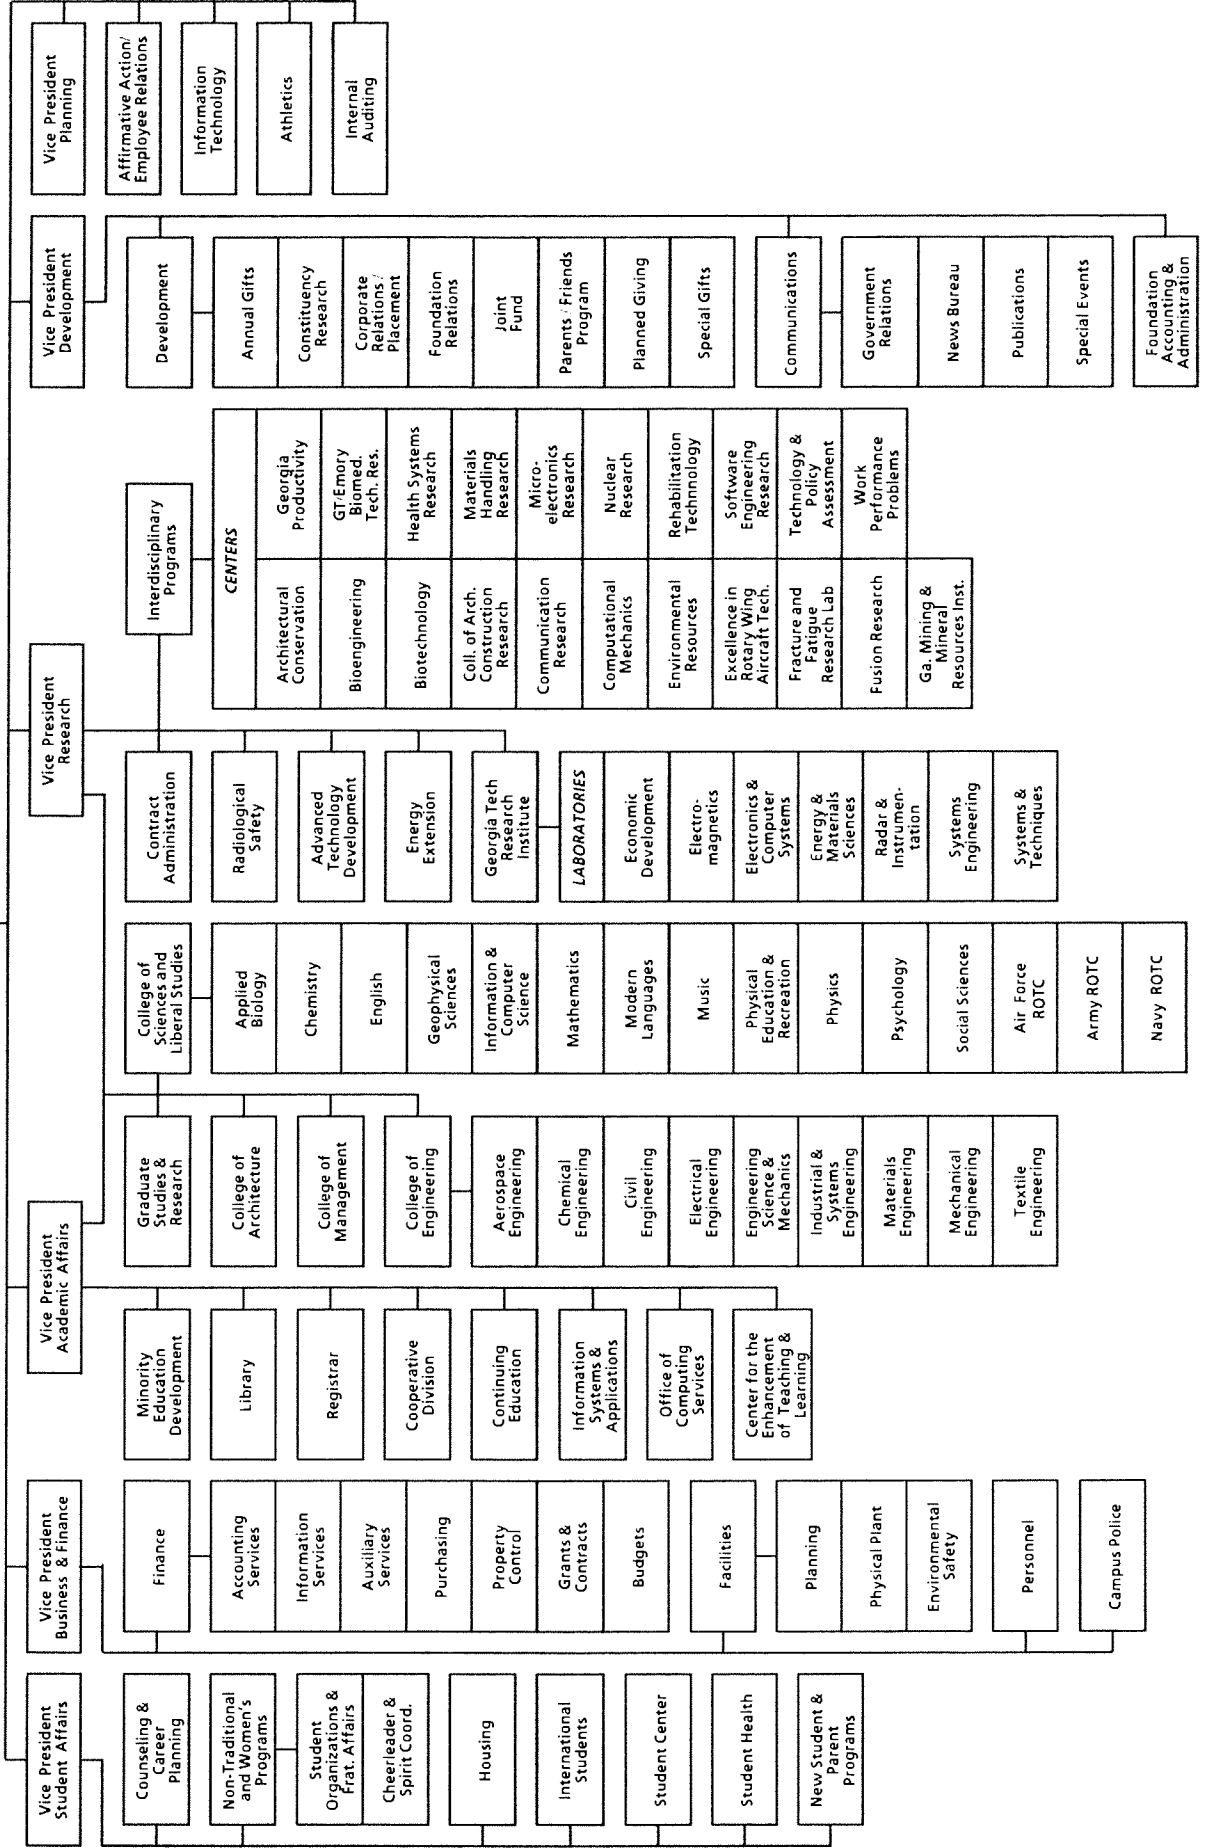 Vice President
Student Affairs
Counseling &
Career
Planning
Non-Traditional
and Women's
Programs
Student
Organizations &
Frat. Affairs
Cheerleader &
Spirit Coord.
Housing
International
Students
Student Center
Student Health
New Student &
Parent
Programs
Vice President
Business & Finance
Finance
Accounting
Services
Information
Services
Auxiliary
Services
Purchasing
Property
Control
Grants &
Contracts
Budgets
Facilities
Planning
Physical Plant
Environmental
Safety
Personnel
Campus Police
Vice President
Academic Affairs
Minority
Education
Development
Library
Registrar
Cooperative
Division
Continuing
Education
Information
Systems &
Applications
Office of
Computing
Services
Center for the
Enhancement
of Teaching &
Learning
Graduate
Studies &
Research
College of
Architecture
College of
Management
College of
Engineering
Aerospace
Engineering
Chemical
Engineering
Civil
Engineering
Electrical
Engineering
Engineering
Science &
Mechanics
Industrial &
Systems
Engineering
Materials
Engineering
Mechanical
Engineering
Textile
Engineering
College of
Sciences and
Liberal Studies
Applied
Biology
Chemistry
English
Geophysical
Sciences
Information &
Computer
Science
Mathematics
Modern
Languages
Music
Physical
Education &
Recreation
Physics
Psychology
Social Sciences
Air Force
ROTC
Army ROTC
Navy ROTC
Vice President
Research
Contract
Administration
Radiological
Safety
Advanced
Technology
Development
Energy
Extension
Georgia Tech
Research
Institute
LABORATORIES
Economic
Development
Electro-
magnetics
Electronics &
Computer
Systems
Energy &
Materials
Sciences
Radar &
Instrumen-
tation
Systems
Engineering
Systems &
Techniques
Interdisciplinary
Programs
CENTERS
Architectural
Conservation
Bioengineering
Biotechnology
Coll. of Arch.
Construction
Research
Communication
Research
Computational
Mechanics
Environmental
Resources
Excellence in
Rotary Wing
Aircraft Tech.
Fracture and
Fatigue
Research Lab
Fusion Research
Ga. Mining &
Mineral
Resources Inst.
Georgia
Productivity
GT/Emory
Biomed.
Tech. Res.
Health Systems
Research
Materials
Handling
Research
Micro-
electronics
Research
Nuclear
Research
Rehabilitation
Techhnology
Software
Engineering
Research
Technology &
Policy
Assessment
Work
Performance
Problems
Vice President
Development
Development
Annual Gifts
Constituency
Research
Corporate
Relations /
Placement
Foundation
Relations
Joint
Fund
Parents / Friends
Program
Planned Giving
Special Gifts
Communications
Government
Relations
News Bureau
Publications
Special Events
Foundation
Accounting &
Administration
Vice President
Planning
Affirmative Action/
Employee Relations
Information
Technology
Athletics
Internal
Auditing